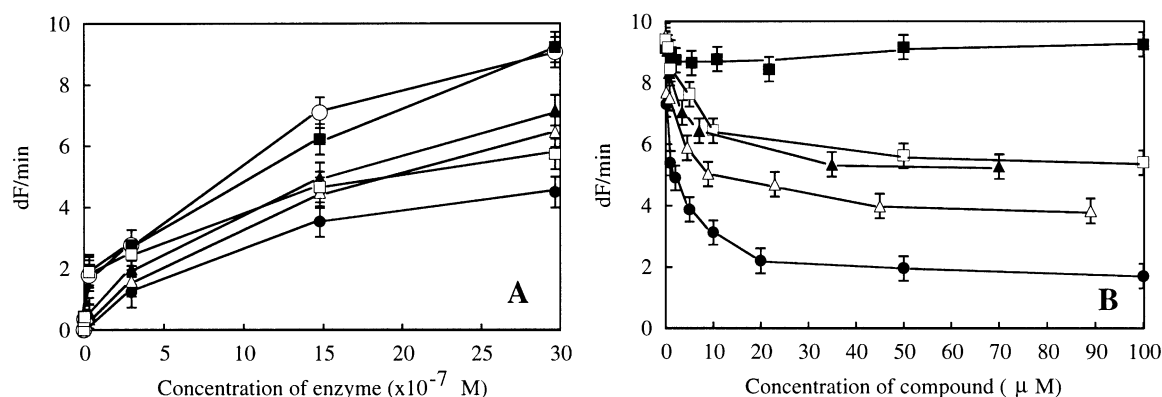 10
8
6
4
2
0
dF/min
A
0 5 10 15 20 25 30
Concentration of enzyme (x10⁻⁷ M)
10
8
6
4
2
0
dF/min
B
0 10 20 30 40 50 60 70 80 90 100
Concentration of compound ( μ M)